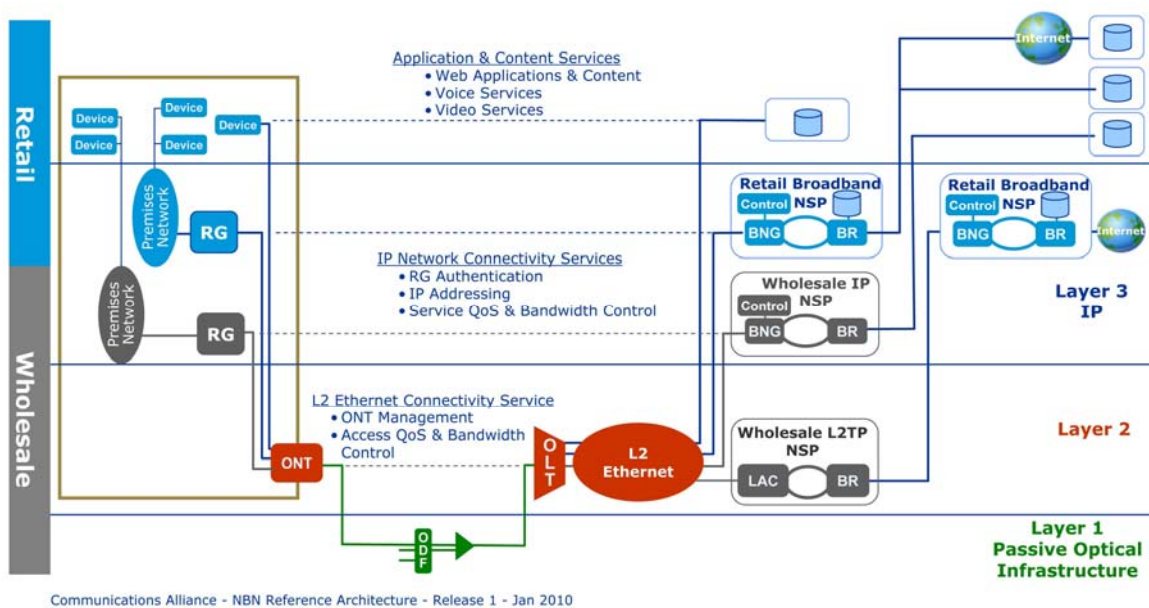 Retail
Wholesale
Application & Content Services
• Web Applications & Content
• Voice Services
• Video Services
Internet
Device
Device
Device
Device
Device
Premises
Network
RG
Retail Broadband
NSP
Control
BNG
BR
Retail Broadband
NSP
Control
BNG
BR
Internet
IP Network Connectivity Services
• RG Authentication
• IP Addressing
• Service QoS & Bandwidth Control
Premises
Network
RG
Wholesale IP
NSP
Control
BNG
BR
Layer 3
IP
L2 Ethernet Connectivity Service
• ONT Management
• Access QoS & Bandwidth
Control
ONT
OLT
L2
Ethernet
Wholesale L2TP
NSP
LAC
BR
Layer 2
ODF
Layer 1
Passive Optical
Infrastructure
Communications Alliance - NBN Reference Architecture - Release 1 - Jan 2010